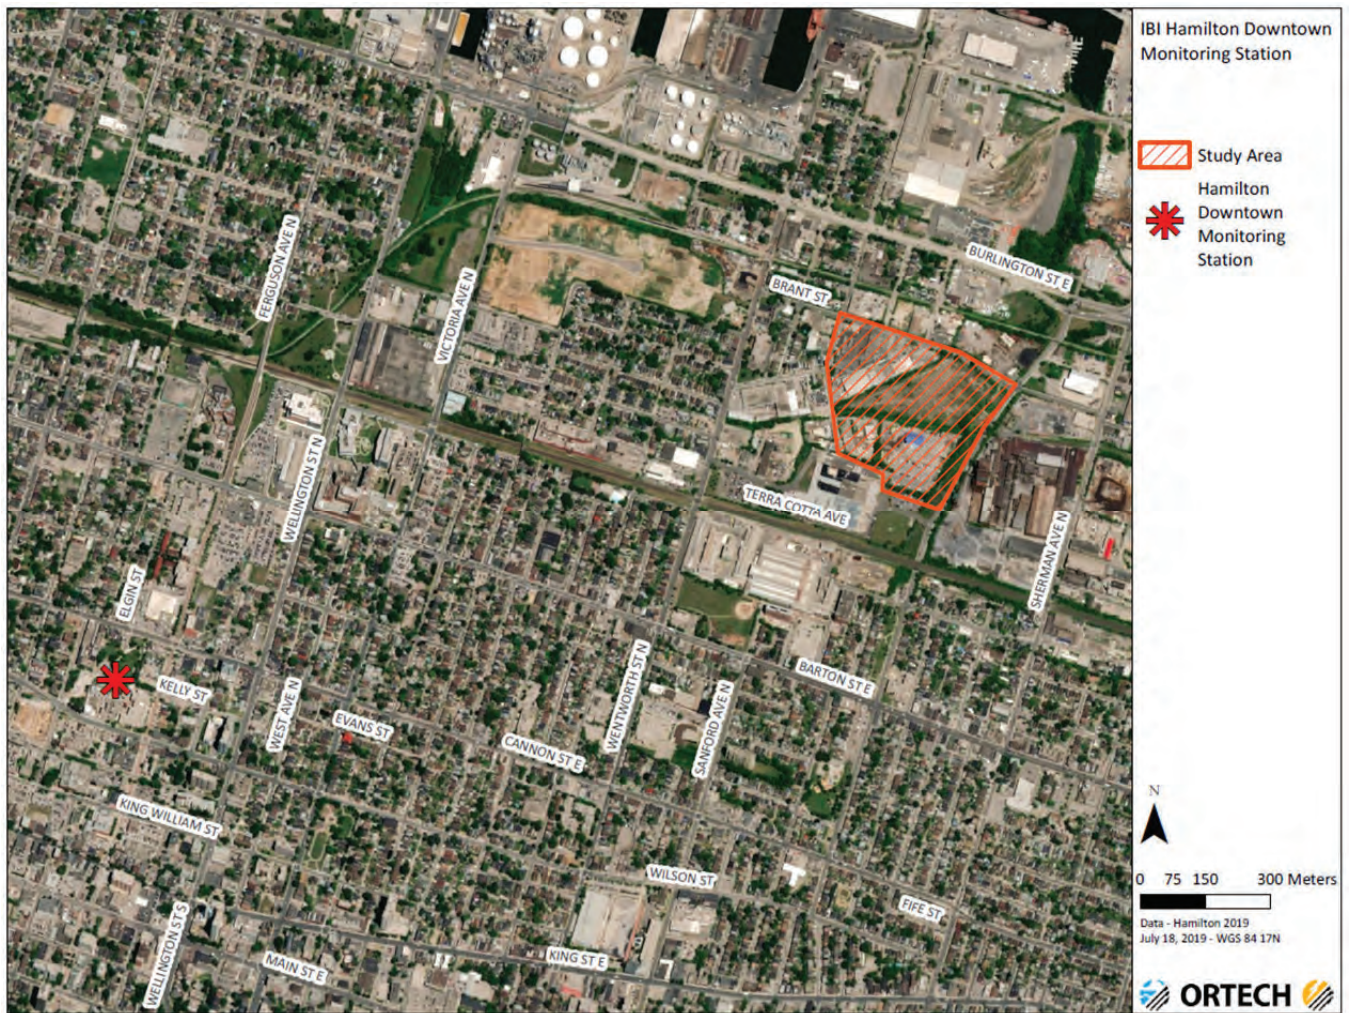 IBI Hamilton Downtown
Monitoring Station
Study Area
Hamilton
Downtown
Monitoring
Station
BURLINGTON ST E
BRANT ST
FERGUSON AVE N
VICTORIA AVE N
WELLINGTON ST N
TERRA COTTA AVE
SHERMAN AVE N
ELGIN ST
KELLY ST
WEST AVE N
EVANS ST
WENTWORTH ST N
SANFORD AVE N
BARTON ST E
CANNON ST E
KING WILLIAM ST
WILSON ST
FIFE ST
WELLINGTON ST S
MAIN ST E
KING ST E
N
0 75 150 300 Meters
Data - Hamilton 2019
July 18, 2019 - WGS 84 17N
ORTECH